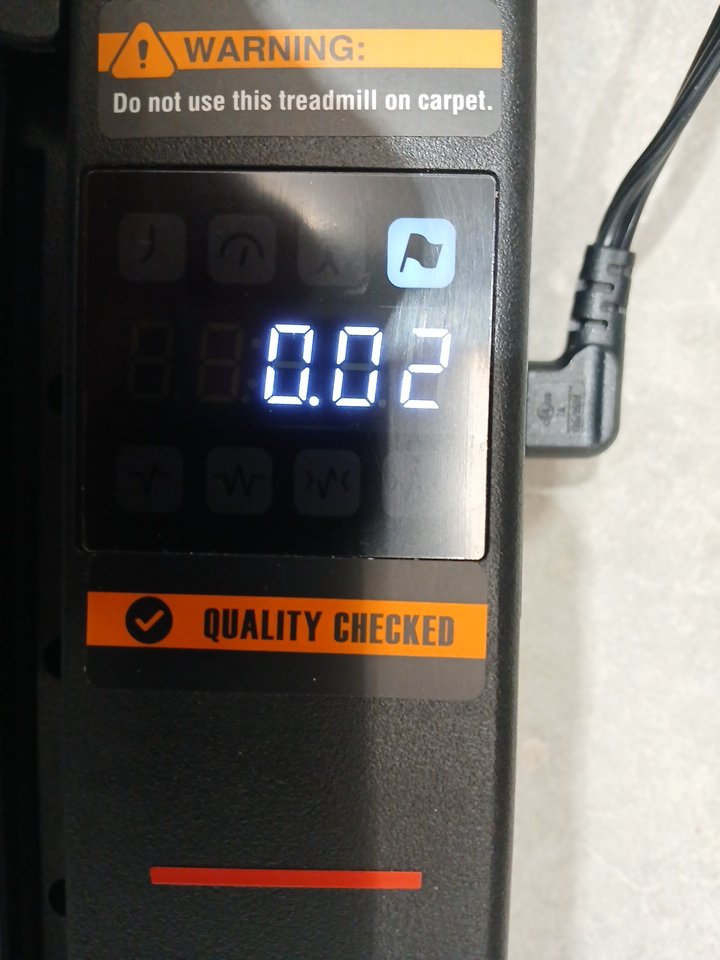 WARNING:
Do not use this treadmill on carpet.
0.02
QUALITY CHECKED